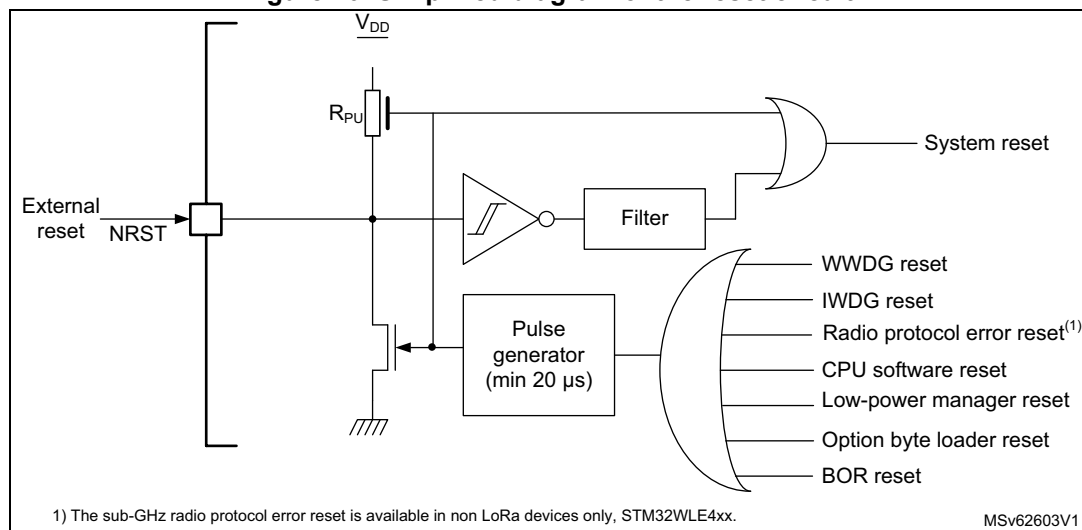 V_DD
R_PU
System reset
External
reset
NRST
Filter
WWDG reset
IWDG reset
Radio protocol error reset(1)
Pulse
generator
(min 20 µs)
CPU software reset
Low-power manager reset
Option byte loader reset
BOR reset
1) The sub-GHz radio protocol error reset is available in non LoRa devices only, STM32WLE4xx.
MSv62603V1